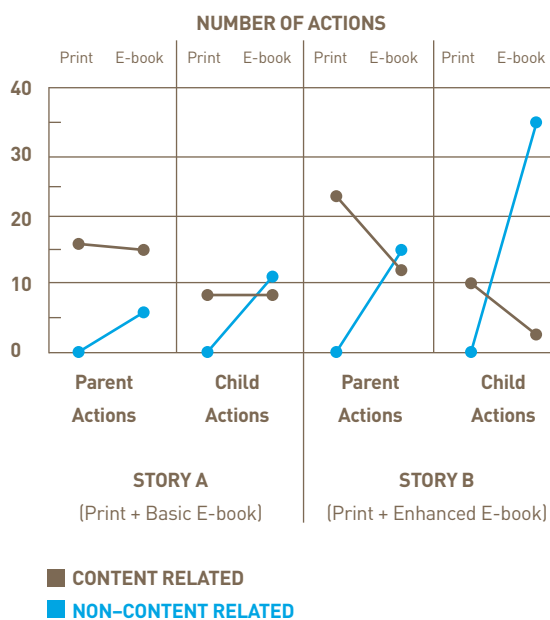 NUMBER OF ACTIONS
Print E-book Print E-book Print E-book Print E-book
40
30
20
10
0
Parent Actions
Child Actions
Parent Actions
Child Actions
STORY A
(Print + Basic E-book)
STORY B
(Print + Enhanced E-book)
CONTENT RELATED
NON–CONTENT RELATED